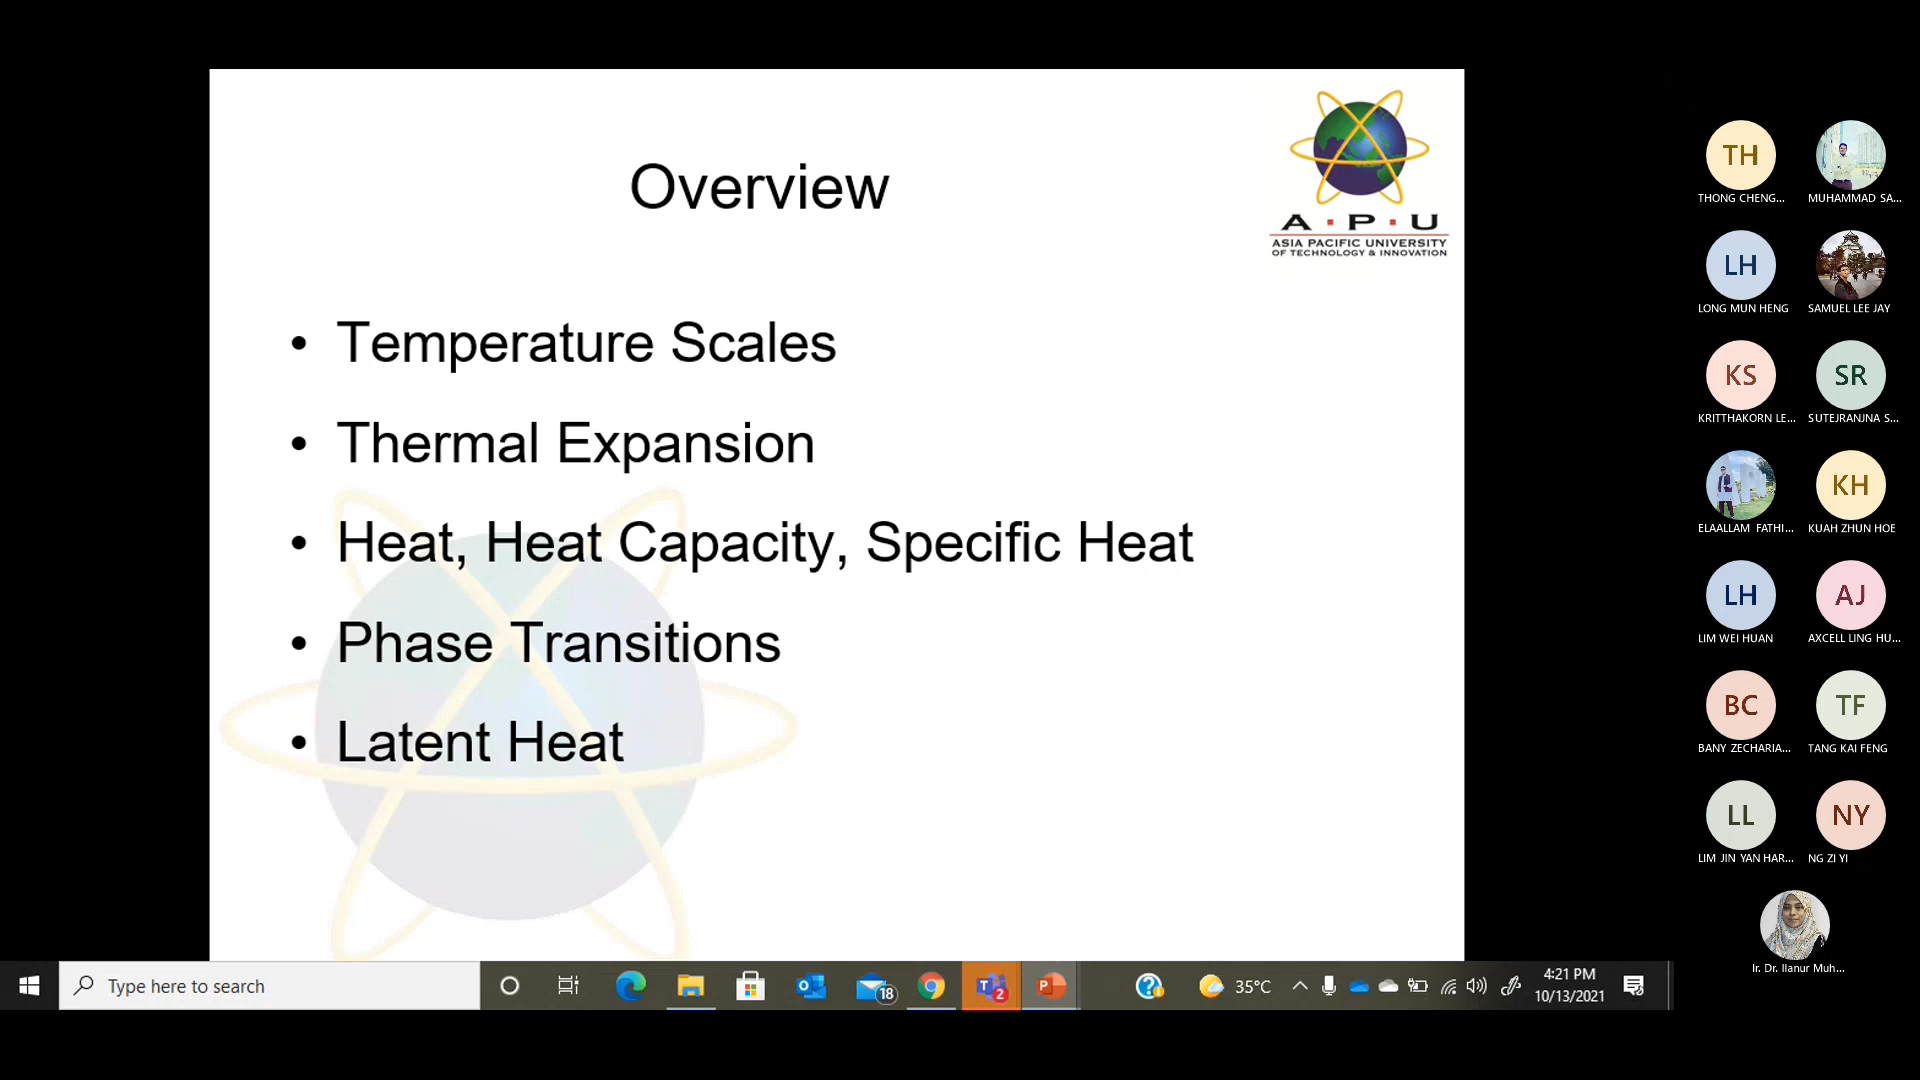 Overview
A·P·U
ASIA PACIFIC UNIVERSITY
OF TECHNOLOGY & INNOVATION
• Temperature Scales
• Thermal Expansion
• Heat, Heat Capacity, Specific Heat
• Phase Transitions
• Latent Heat
TH
THONG CHENG...
MUHAMMAD SA...
LH
LONG MUN HENG
SAMUEL LEE JAY
KS
SR
KRITTHAKORN LE...
SUTEJRANJNA S...
KH
ELAALLAM FATHI...
KUAH ZHUN HOE
LH
AJ
LIM WEI HUAN
AXCELL LING HU...
BC
TF
BANY ZECHARIA...
TANG KAI FENG
LL
NY
LIM JIN YAN HAR...
NG ZI YI
Ir. Dr. Ilanur Muh...
Type here to search
18
2
35°C
4:21 PM
10/13/2021